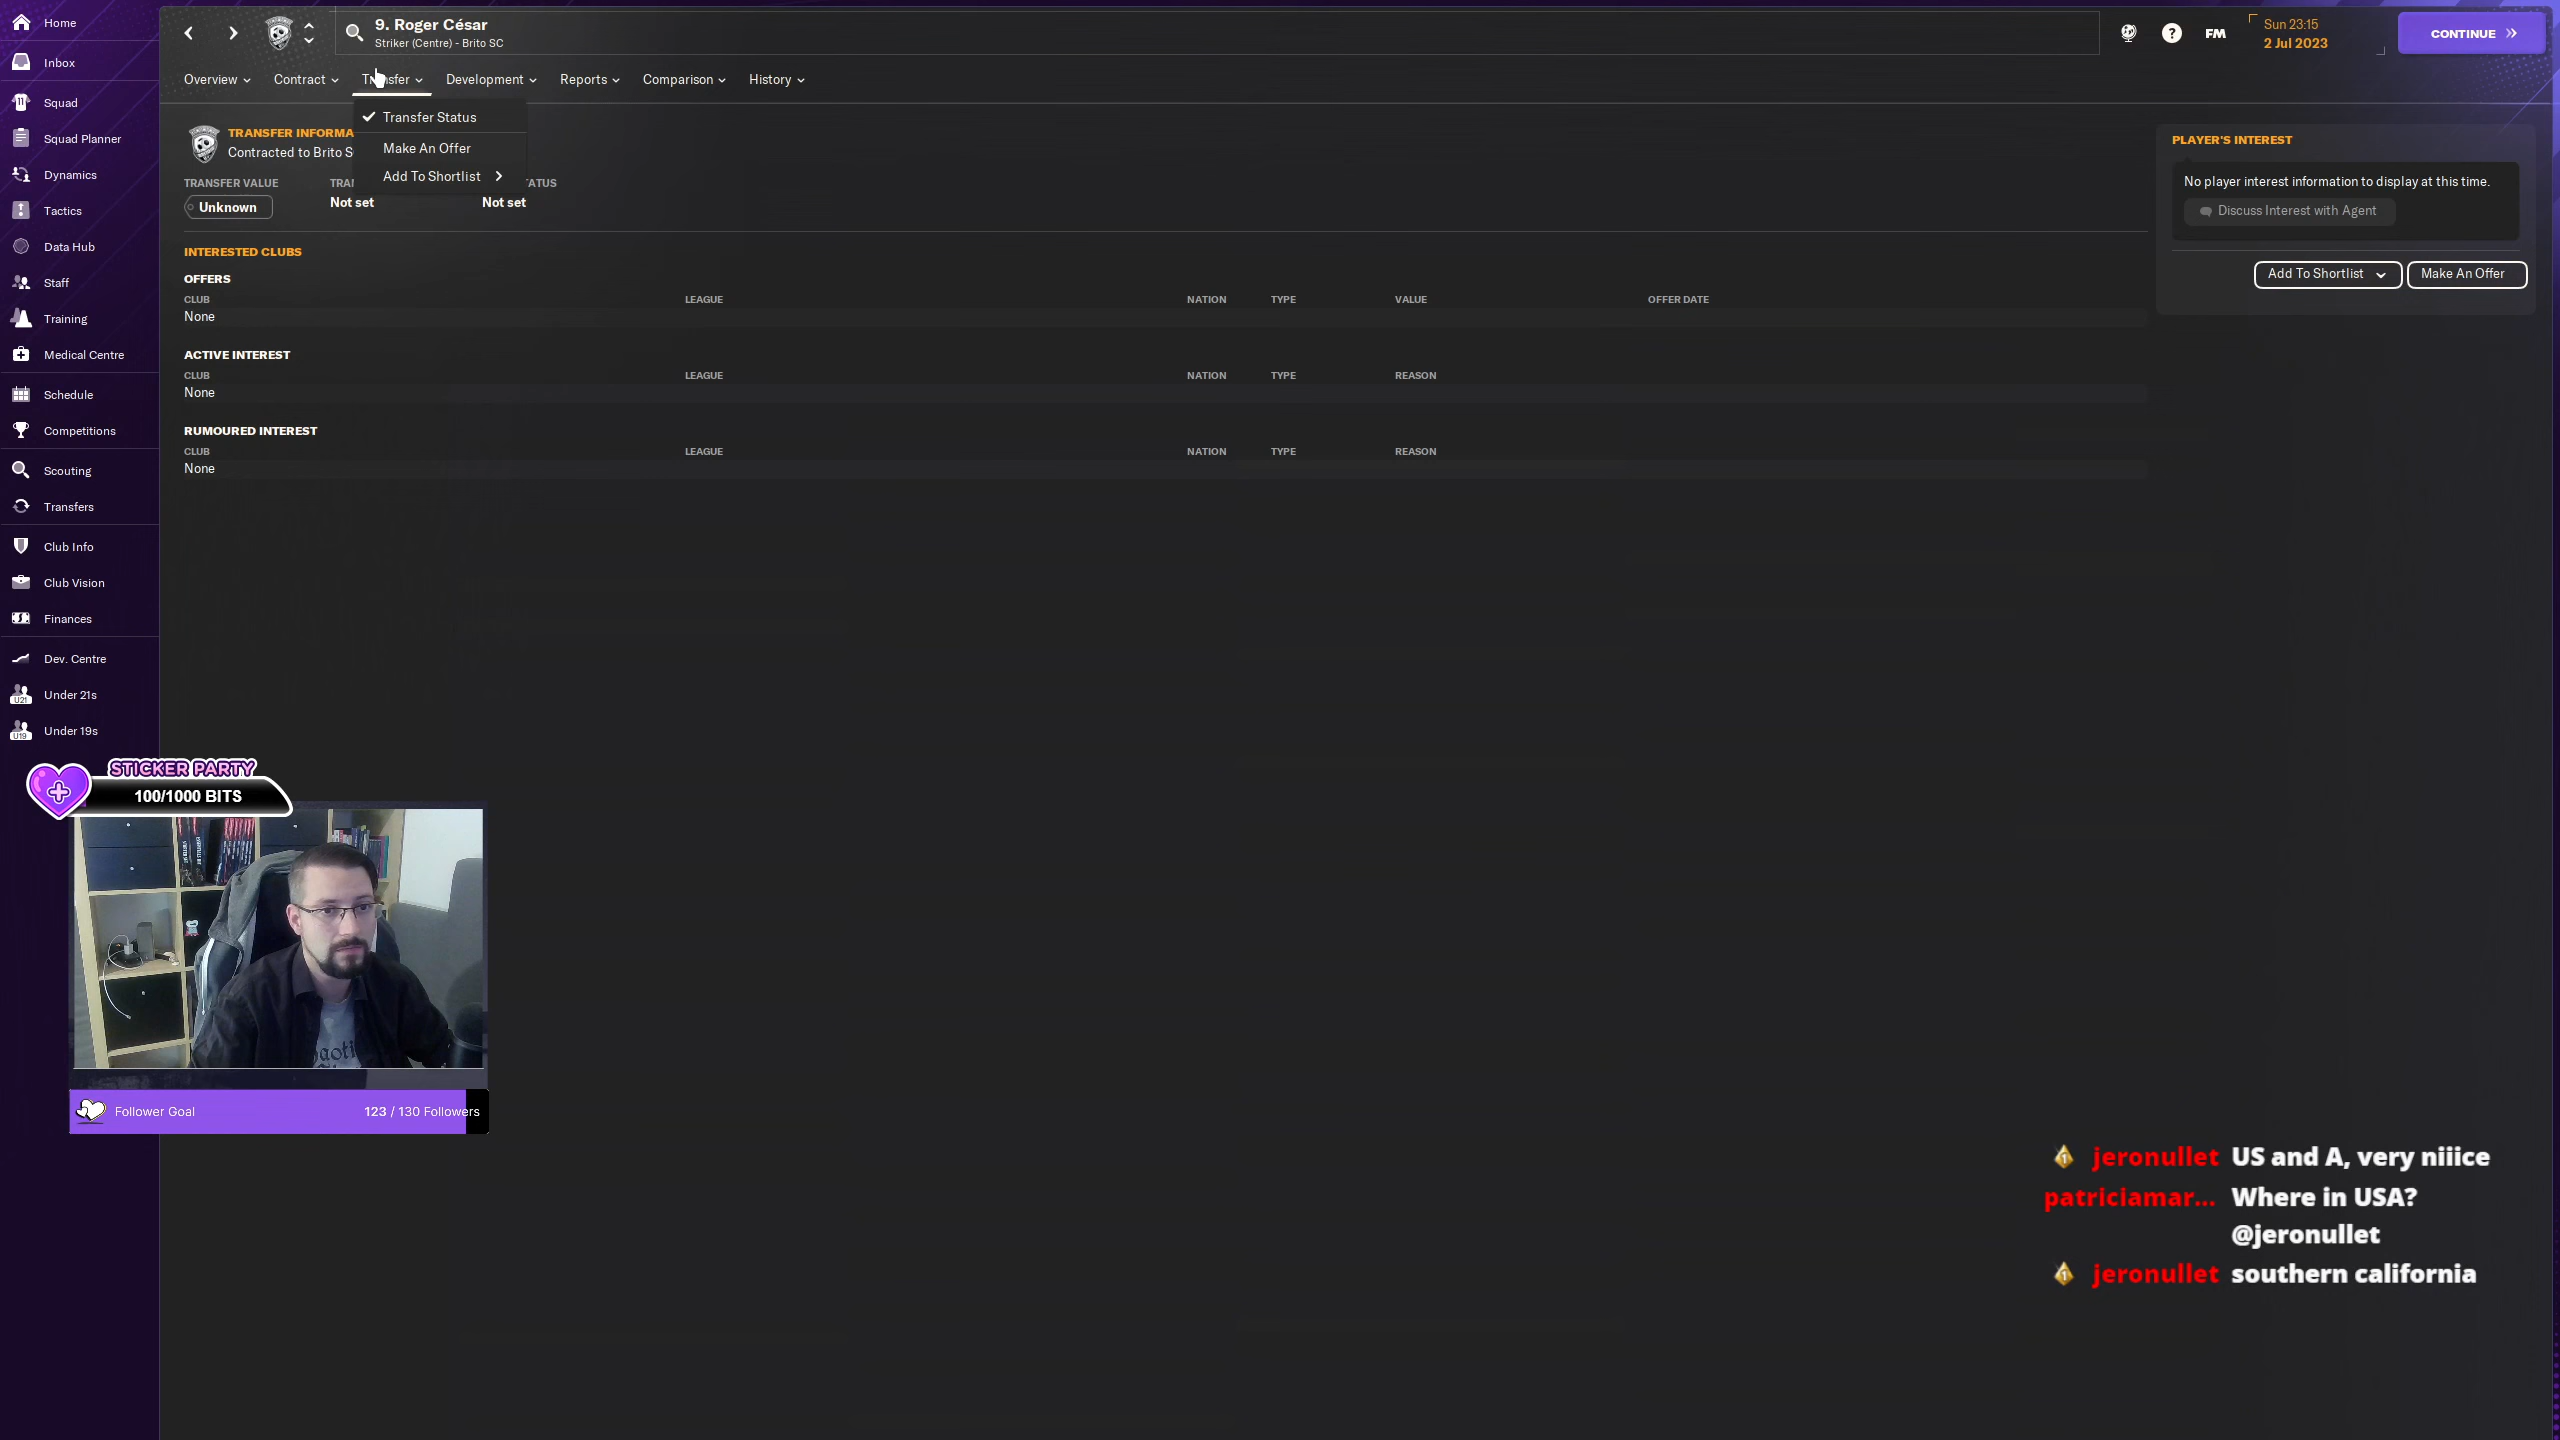 Home
Inbox
Squad
Squad Planner
Dynamics
Tactics
Data Hub
Staff
Training
Medical Centre
Schedule
Competitions
Scouting
Transfers
Club Info
Club Vision
Finances
Dev. Centre
Under 21s
Under 19s
9. Roger César
Striker (Centre) - Brito SC
FM
Sun 23:15
2 Jul 2023
CONTINUE
Overview Contract Transfer Development Reports Comparison History
Transfer Status
Make An Offer
Add To Shortlist
TRANSFER INFORMA
Contracted to Brito S
TRANSFER VALUE TRA ATUS
Unknown Not set Not set
INTERESTED CLUBS
OFFERS
CLUB LEAGUE NATION TYPE VALUE OFFER DATE
None
ACTIVE INTEREST
CLUB LEAGUE NATION TYPE REASON
None
RUMOURED INTEREST
CLUB LEAGUE NATION TYPE REASON
None
PLAYER'S INTEREST
No player interest information to display at this time.
Discuss Interest with Agent
Add To Shortlist Make An Offer
STICKER PARTY
100/1000 BITS
Follower Goal 123 / 130 Followers
jeronullet US and A, very niiice
patriciamar... Where in USA?
@jeronullet
jeronullet southern california